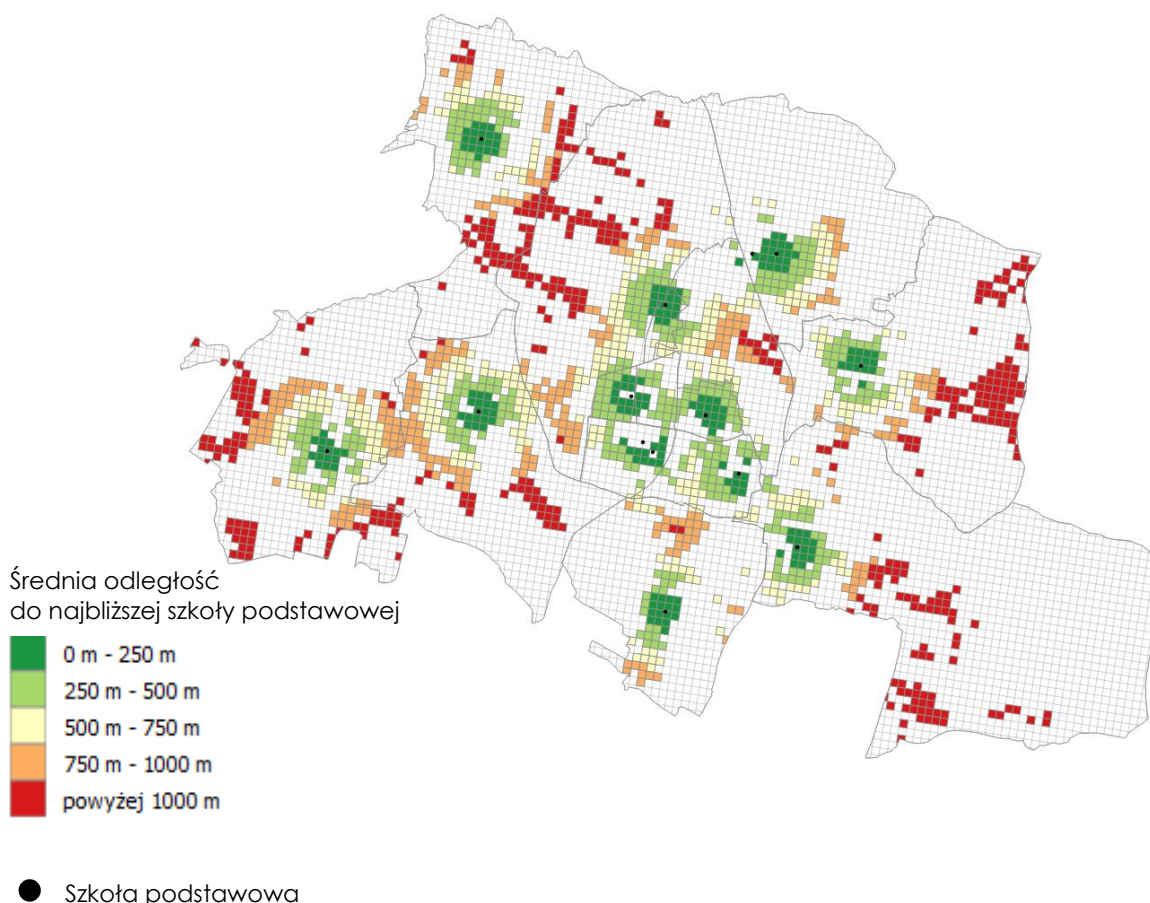 Średnia odległość
do najbliższej szkoły podstawowej
0 m - 250 m
250 m - 500 m
500 m - 750 m
750 m - 1000 m
powyżej 1000 m
Szkoła podstawowa